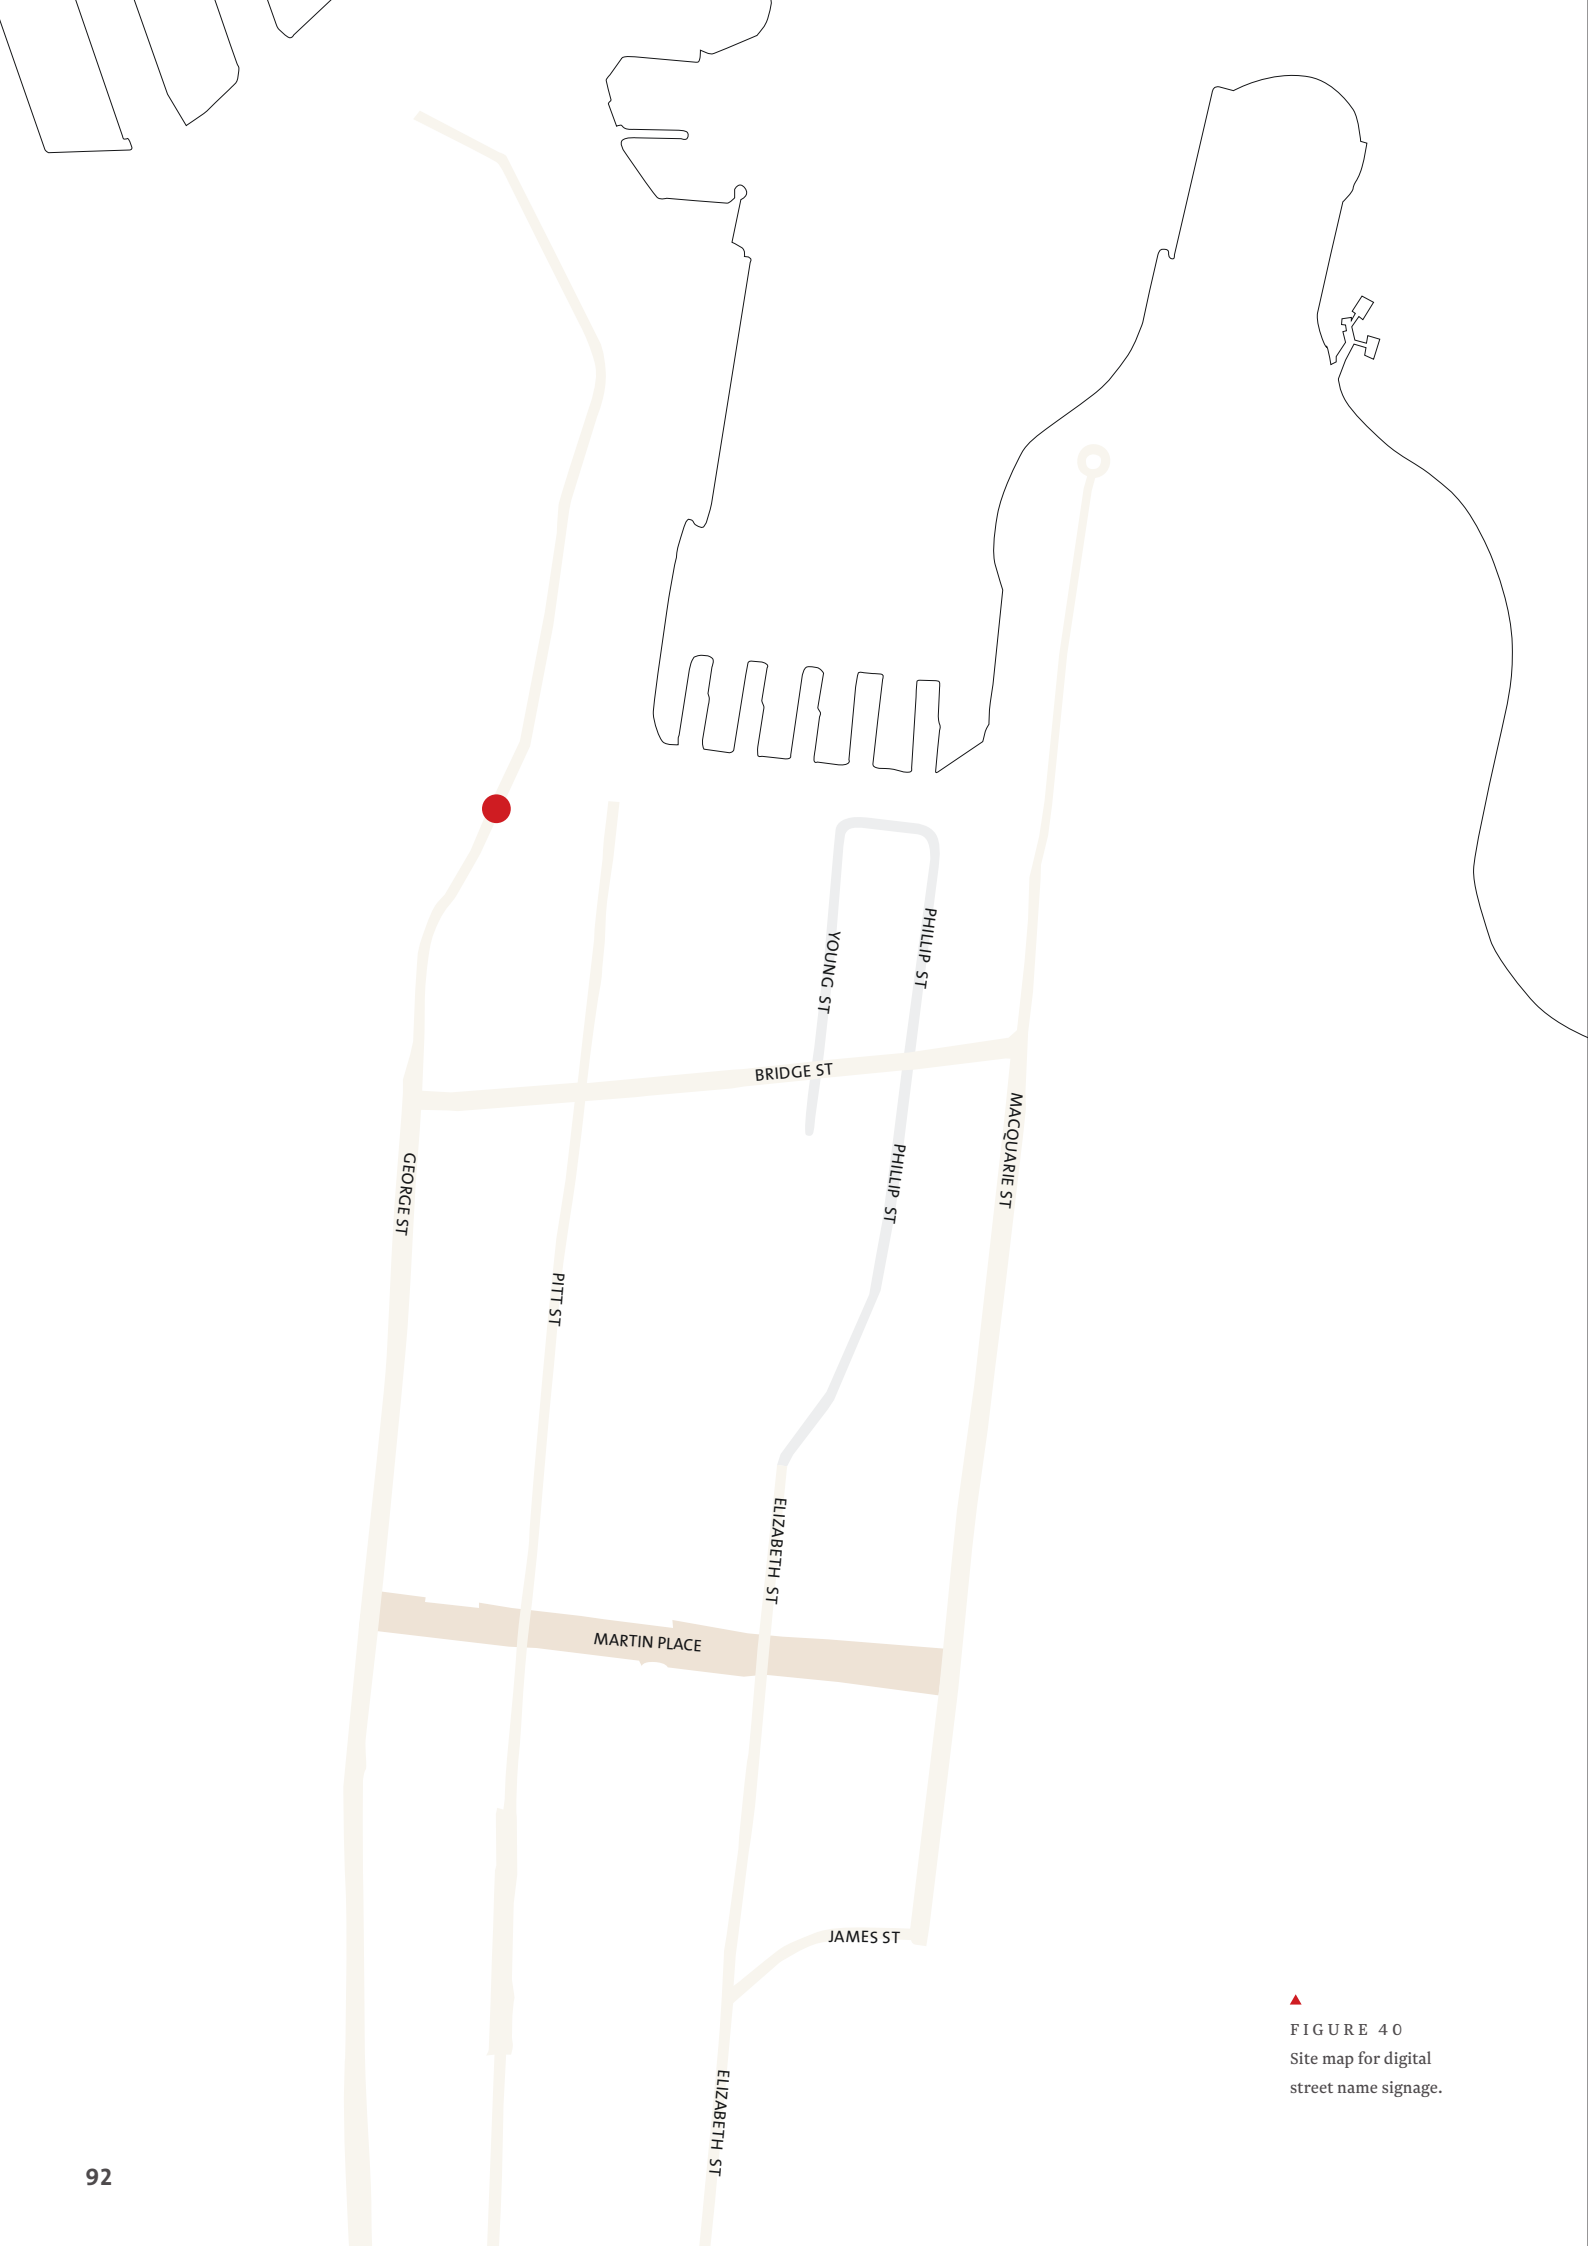 YOUNG ST
PHILLIP ST
BRIDGE ST
MACQUARIE ST
GEORGE ST
PHILLIP ST
PITT ST
ELIZABETH ST
MARTIN PLACE
JAMES ST
FIGURE 40
Site map for digital
street name signage.
ELIZABETH ST
92